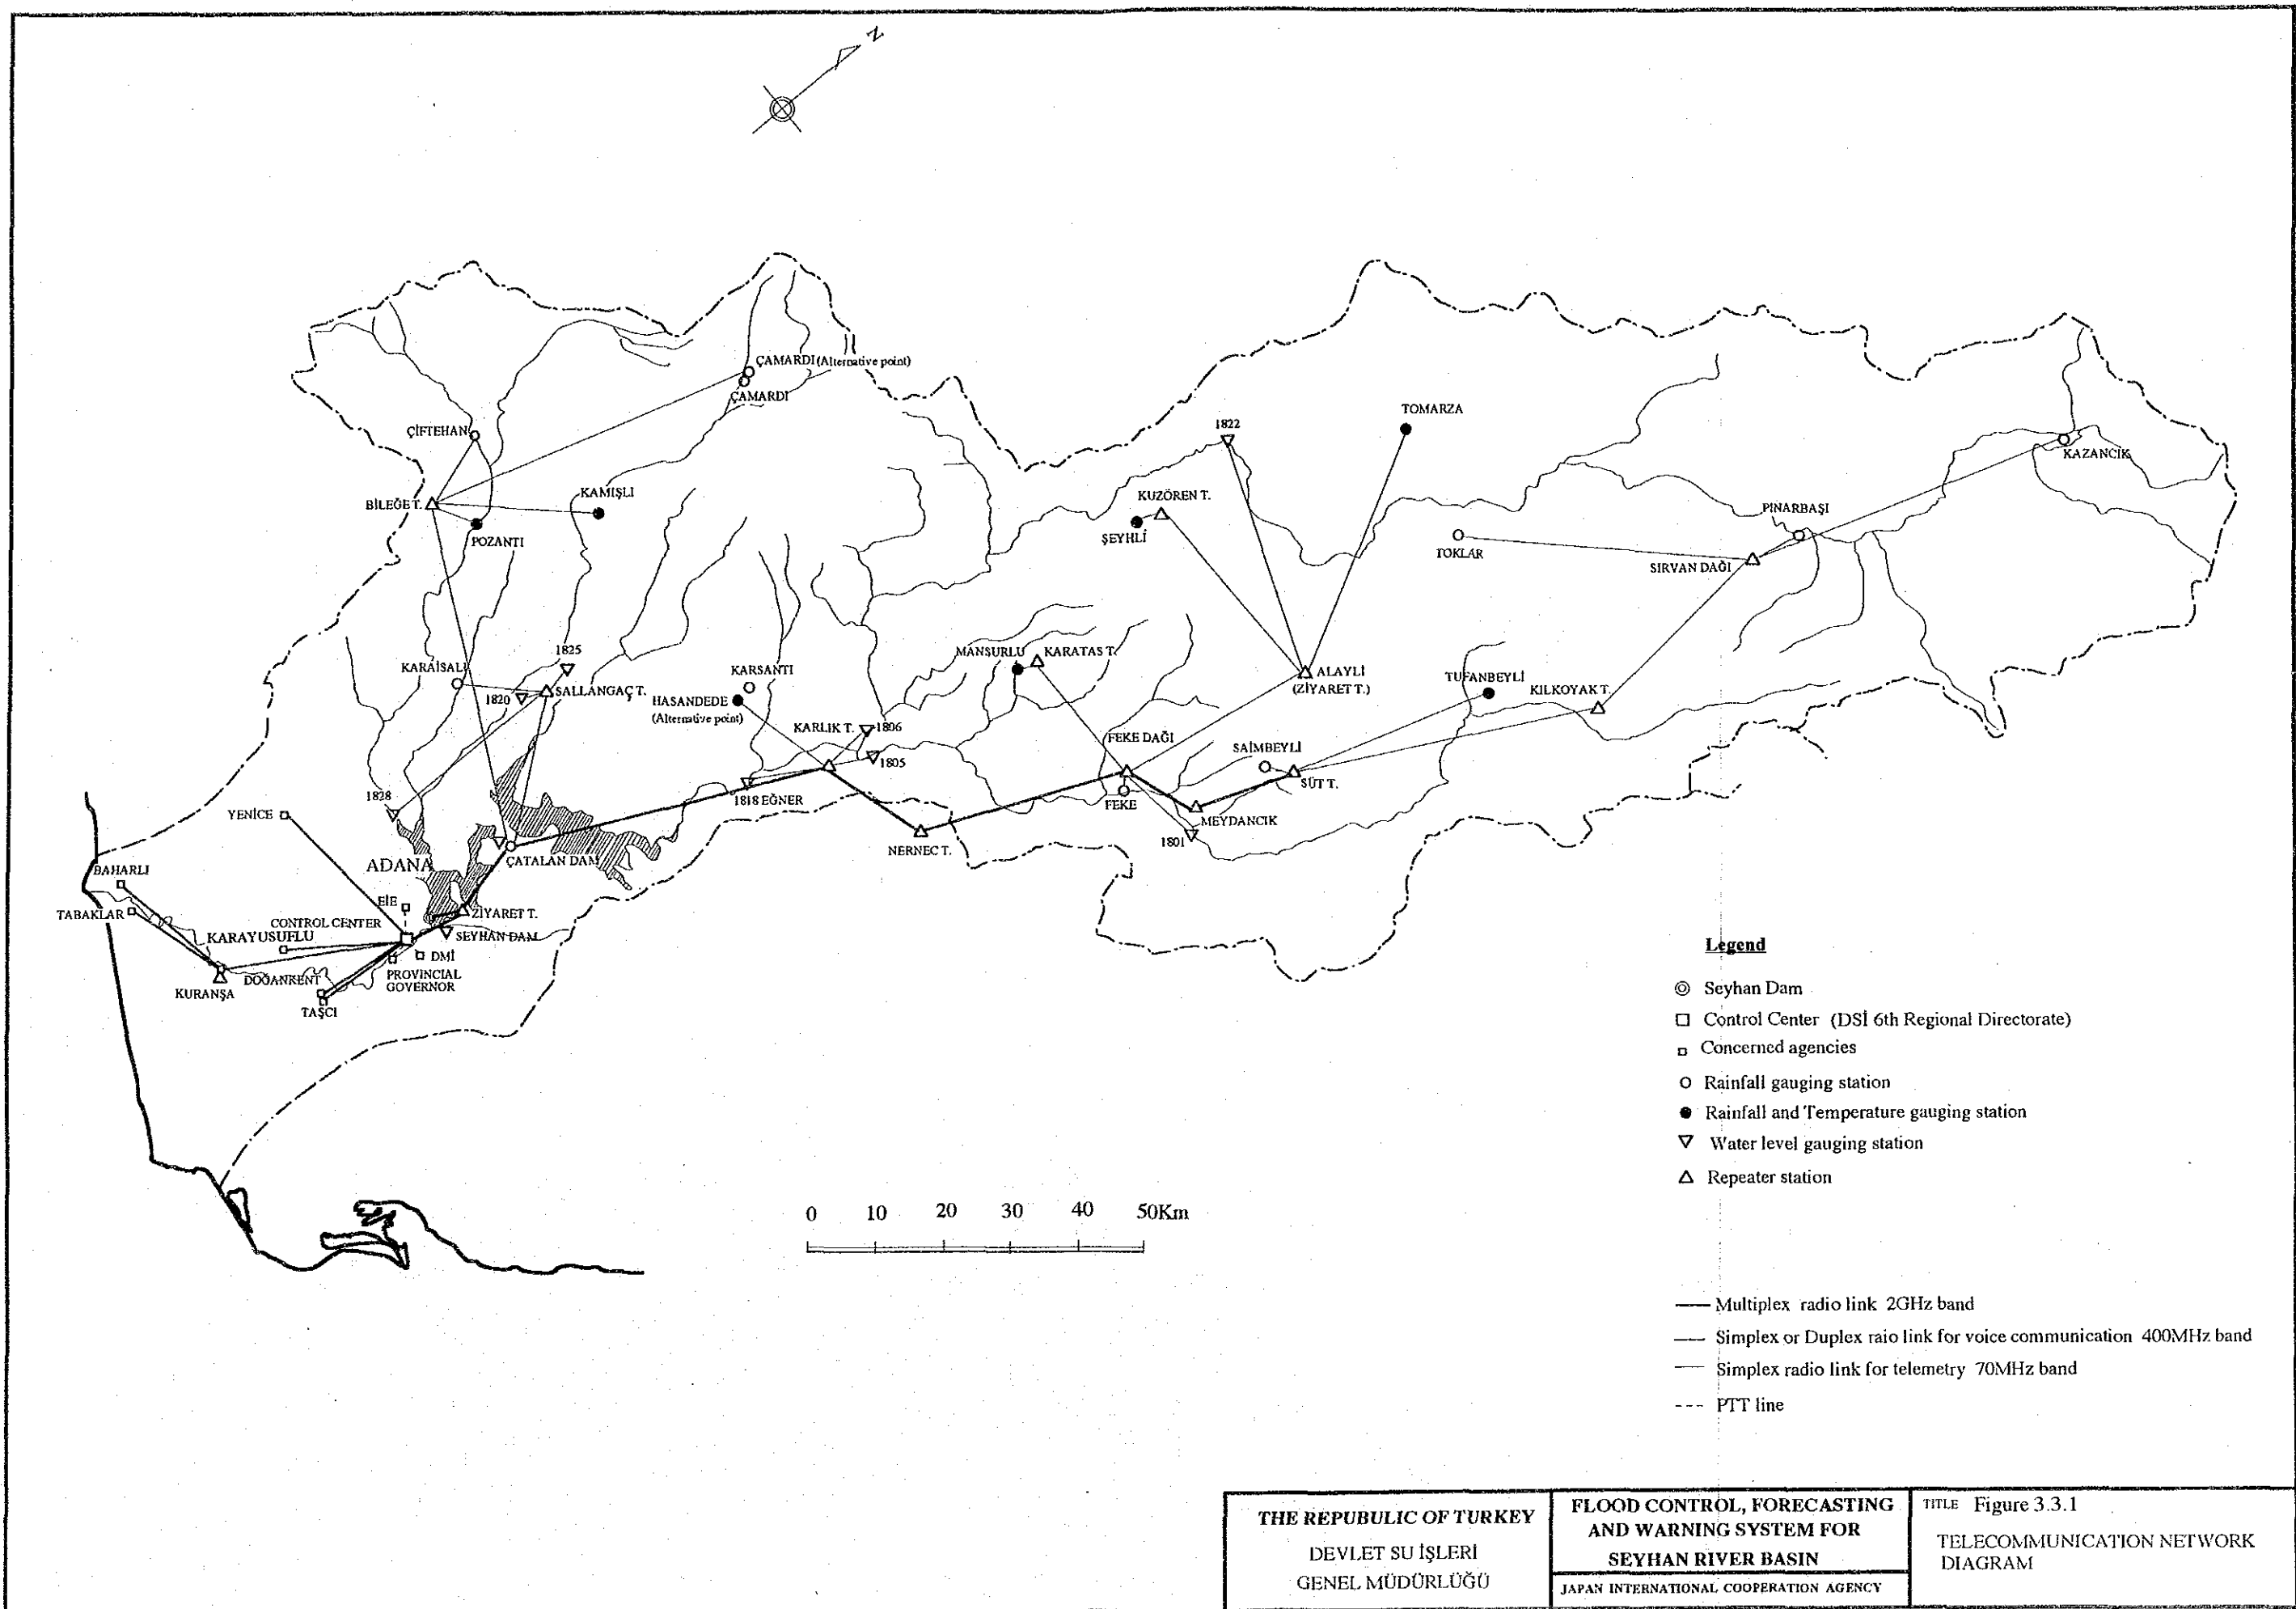 N
ÇAMARDI (Alternative point)
ÇAMARDI
ÇİFTEHAN
TOMARZA
1822
KAZANCIK
BİLEĞE T.
KAMIŞLI
KUZÖREN T.
PINARBAŞI
POZANTI
ŞEYHLİ
TOKLAR
SIRVAN DAĞI
1825
KARAİSALI
KARSANTI
MANSURLU
KARATAS T.
SALLANGAÇ T.
1820
HASANDEDE
(Alternative point)
ALAYLİ
(ZİYARET T.)
TUFANBEYLİ
KILKOYAK T.
KARLIK T.
1806
FEKE DAĞI
SAİMBEYLİ
1805
1828
1818 EĞNER
FEKE
SÜT T.
YENİCE
MEYDANCIK
1801
NERNEC T.
ÇATALAN DAM
ADANA
BAHARLI
EİE
TABAKLAR
ZİYARET T.
CONTROL CENTER
KARAYUSUFLU
SEYHAN DAM
DMİ
DOĞANKENT
PROVINCIAL
GOVERNOR
KURANŞA
TAŞCI
Legend
Seyhan Dam
Control Center (DSİ 6th Regional Directorate)
Concerned agencies
Rainfall gauging station
Rainfall and Temperature gauging station
Water level gauging station
Repeater station
0 10 20 30 40 50Km
Multiplex radio link 2GHz band
Simplex or Duplex raio link for voice communication 400MHz band
Simplex radio link for telemetry 70MHz band
PTT line
THE REPUBULIC OF TURKEY
DEVLET SU İŞLERİ
GENEL MÜDÜRLÜĞÜ
FLOOD CONTROL, FORECASTING
AND WARNING SYSTEM FOR
SEYHAN RIVER BASIN
JAPAN INTERNATIONAL COOPERATION AGENCY
TITLE Figure 3.3.1
TELECOMMUNICATION NETWORK
DIAGRAM